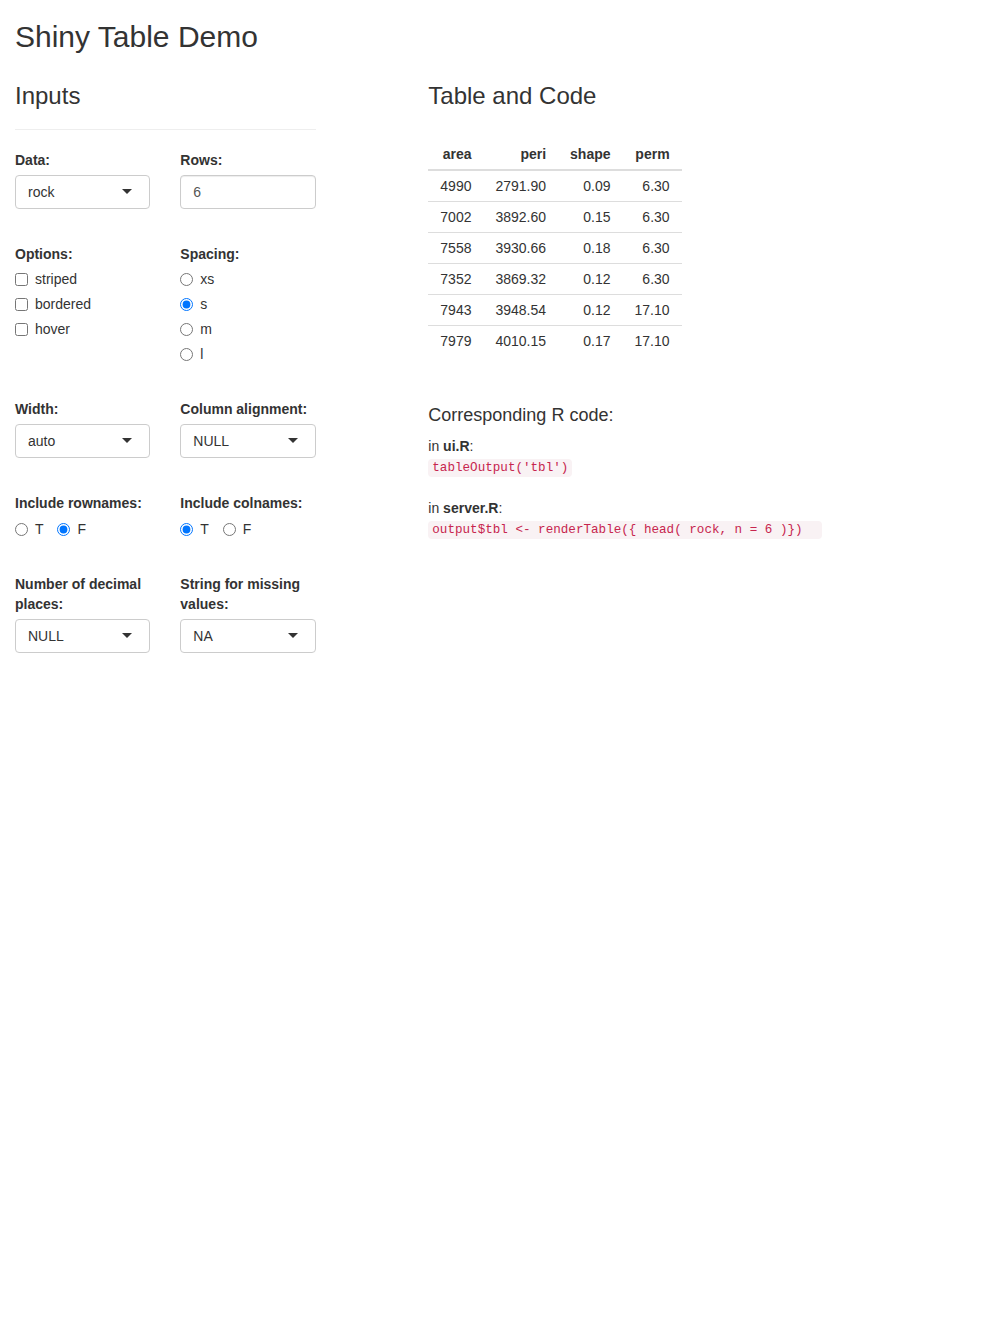 Shiny Table Demo
Inputs
Data:
rock
Rows:
6
Options:
striped
bordered
hover
Spacing:
xs
s
m
l
Width:
auto
Column alignment:
NULL
Include rownames:
T F
Include colnames:
T F
Number of decimal
places:
NULL
String for missing
values:
NA
Table and Code
area peri shape perm
4990 2791.90 0.09 6.30
7002 3892.60 0.15 6.30
7558 3930.66 0.18 6.30
7352 3869.32 0.12 6.30
7943 3948.54 0.12 17.10
7979 4010.15 0.17 17.10
Corresponding R code:
in ui.R:
tableOutput('tbl')
in server.R:
output$tbl <- renderTable({ head( rock, n = 6 )})